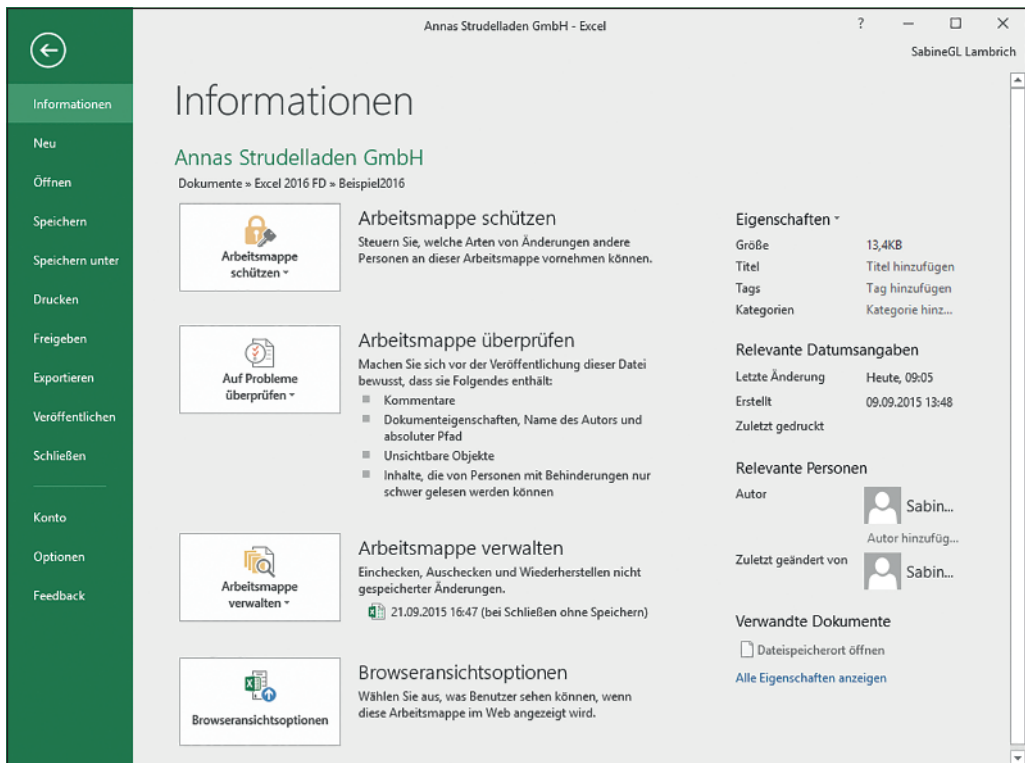 Annas Strudelladen GmbH - Excel
?
SabineGL Lambrich
Informationen
Neu
Öffnen
Speichern
Speichern unter
Drucken
Freigeben
Exportieren
Veröffentlichen
Schließen
Konto
Optionen
Feedback
Informationen
Annas Strudelladen GmbH
Dokumente » Excel 2016 FD » Beispiel2016
Arbeitsmappe
schützen
Arbeitsmappe schützen
Steuern Sie, welche Arten von Änderungen andere
Personen an dieser Arbeitsmappe vornehmen können.
Auf Probleme
überprüfen
Arbeitsmappe überprüfen
Machen Sie sich vor der Veröffentlichung dieser Datei
bewusst, dass sie Folgendes enthält:
Kommentare
Dokumenteigenschaften, Name des Autors und
absoluter Pfad
Unsichtbare Objekte
Inhalte, die von Personen mit Behinderungen nur
schwer gelesen werden können
Arbeitsmappe
verwalten
Arbeitsmappe verwalten
Einchecken, Auschecken und Wiederherstellen nicht
gespeicherter Änderungen.
21.09.2015 16:47 (bei Schließen ohne Speichern)
Browseransichtsoptionen
Browseransichtsoptionen
Wählen Sie aus, was Benutzer sehen können, wenn
diese Arbeitsmappe im Web angezeigt wird.
Eigenschaften
Größe 13,4KB
Titel Titel hinzufügen
Tags Tag hinzufügen
Kategorien Kategorie hinz...
Relevante Datumsangaben
Letzte Änderung Heute, 09:05
Erstellt 09.09.2015 13:48
Zuletzt gedruckt
Relevante Personen
Autor Sabin...
Autor hinzufüg...
Zuletzt geändert von Sabin...
Verwandte Dokumente
Dateispeicherort öffnen
Alle Eigenschaften anzeigen